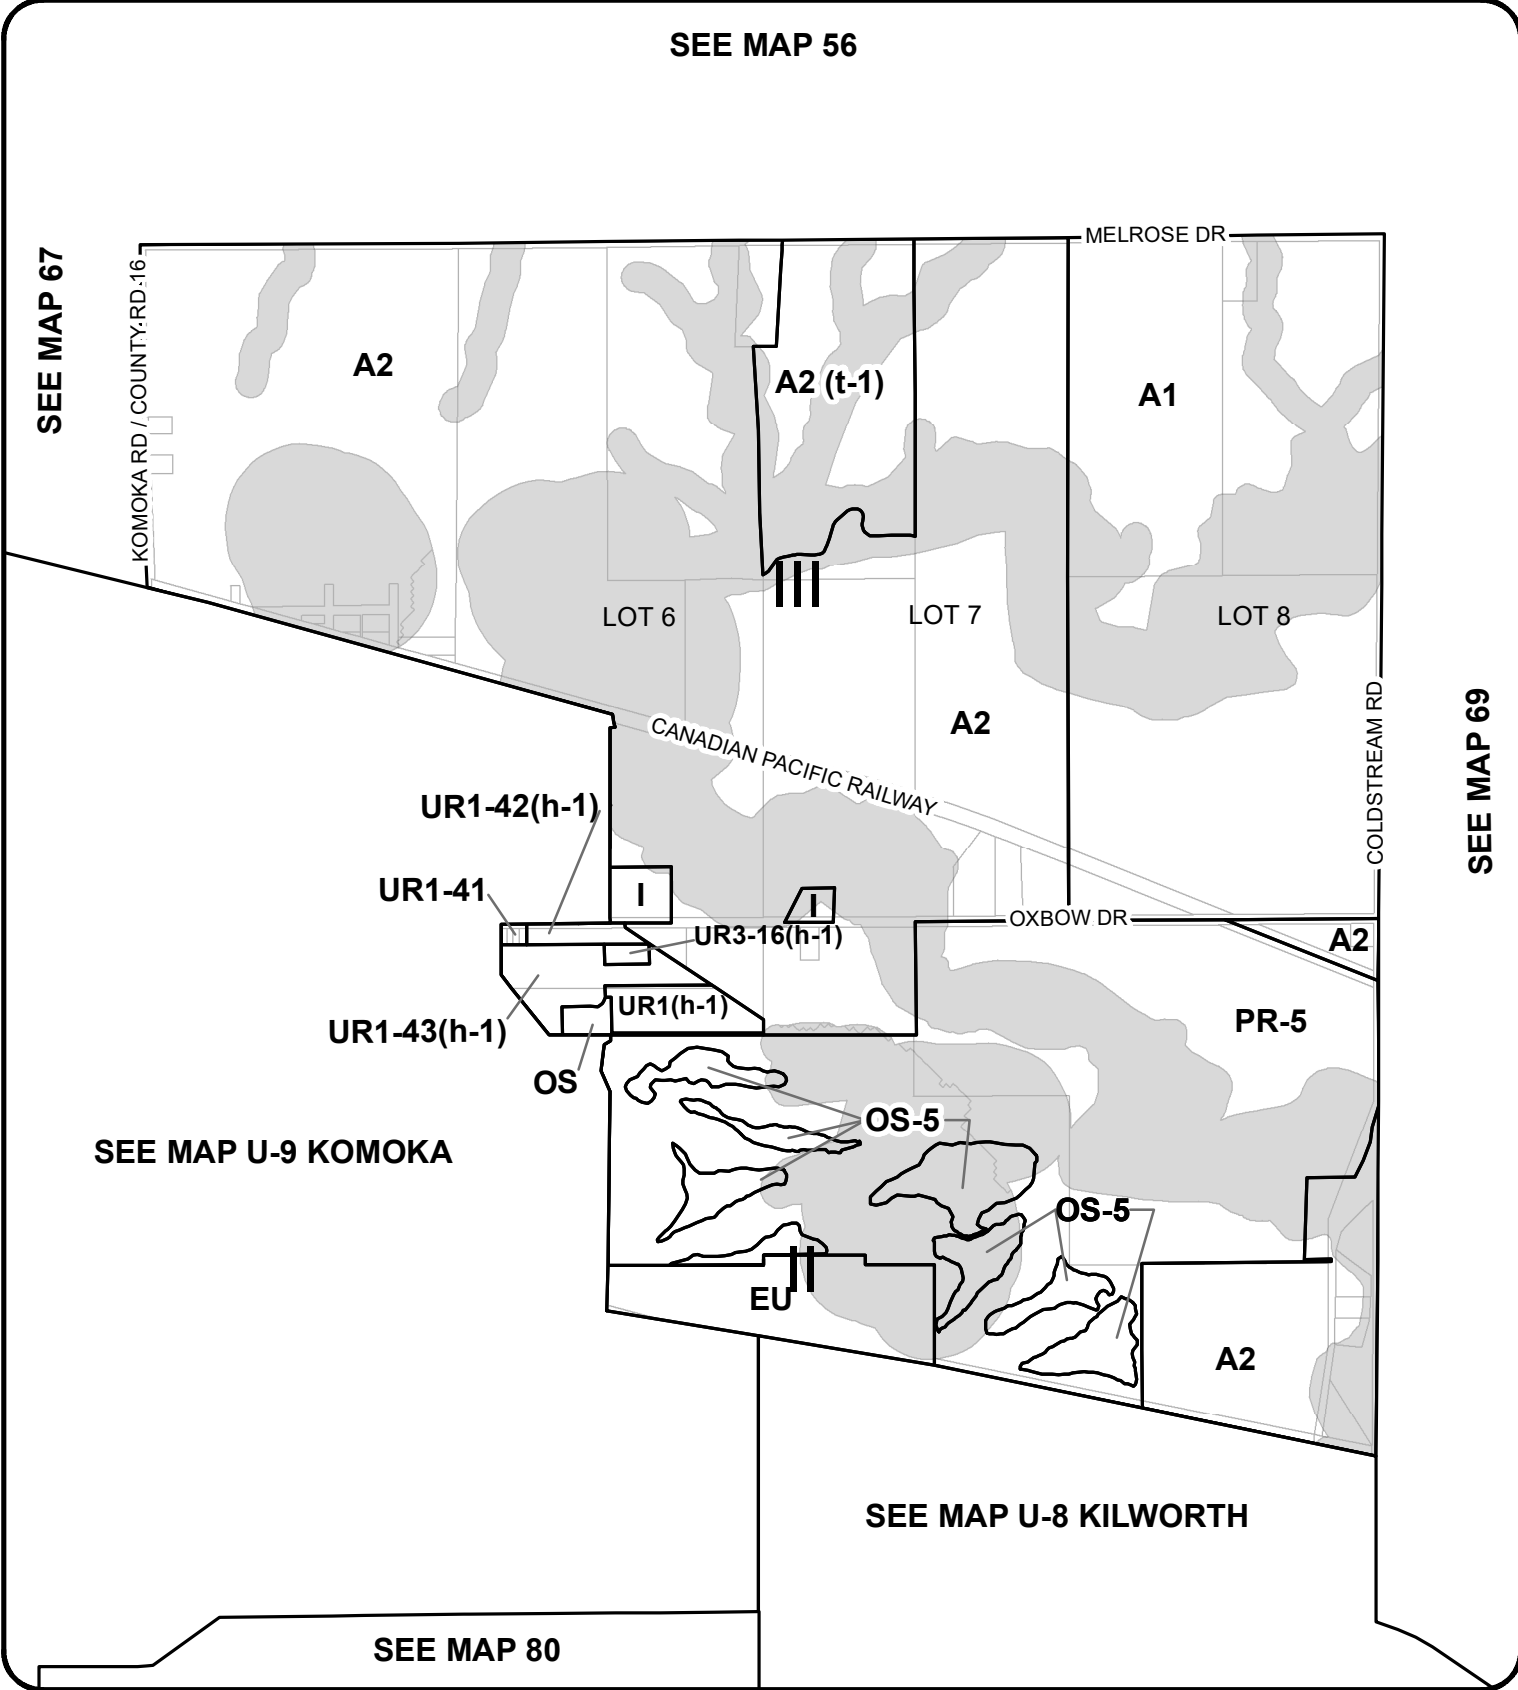 SEE MAP 56
MELROSE DR
SEE MAP 67
KOMOKA RD / COUNTY RD 16
A2
A2 (t-1)
A1
III
LOT 6
LOT 7
LOT 8
A2
CANADIAN PACIFIC RAILWAY
COLDSTREAM RD
SEE MAP 69
UR1-42(h-1)
UR1-41
I
I
OXBOW DR
UR3-16(h-1)
A2
UR1(h-1)
UR1-43(h-1)
PR-5
OS
OS-5
SEE MAP U-9 KOMOKA
OS-5
II
EU
A2
SEE MAP U-8 KILWORTH
SEE MAP 80